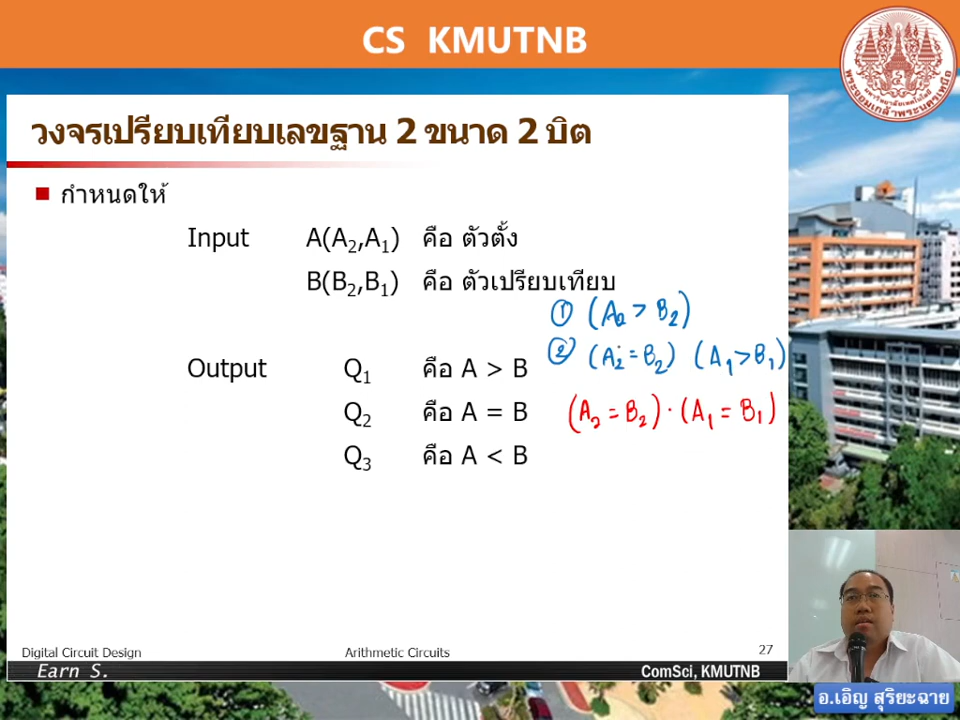 CS KMUTNB
วงจรเปรียบเทียบเลขฐาน 2 ขนาด 2 บิต
กำหนดให้
Input A(A₂,A₁) คือ ตัวตั้ง
B(B₂,B₁) คือ ตัวเปรียบเทียบ
① (A₂ > B₂)
② (A₂ = B₂) (A₁ > B₁)
Output Q₁ คือ A > B
Q₂ คือ A = B (A₂ = B₂) · (A₁ = B₁)
Q₃ คือ A < B
Digital Circuit Design Arithmetic Circuits 27
Earn S. ComSci, KMUTNB
อ.เอิญ สุริยะฉาย